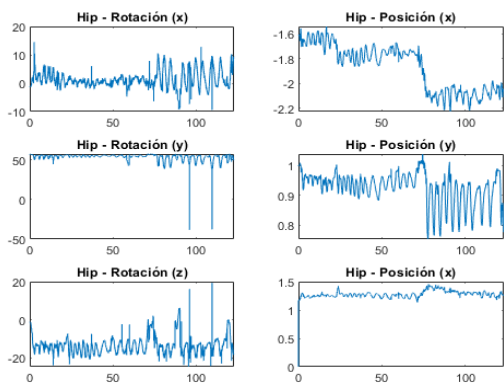 Hip - Rotación (x)
20
10
0
-10
0 50 100
Hip - Posición (x)
-1.6
-1.8
-2
-2.2
0 50 100
Hip - Rotación (y)
50
0
-50
0 50 100
Hip - Posición (y)
1
0.9
0.8
0 50 100
Hip - Rotación (z)
20
0
-20
0 50 100
Hip - Posición (x)
1.5
1
0.5
0
0 50 100